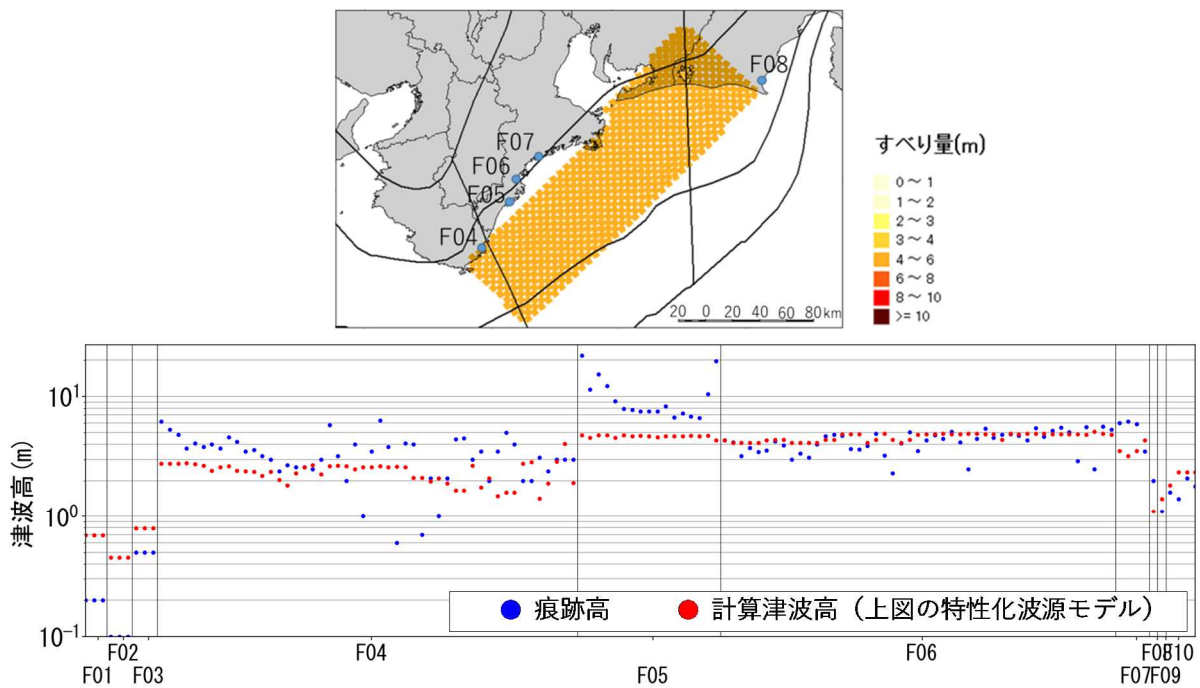 F08
F07
F06
F05
F04
20 0 20 40 60 80km
すべり量(m)
0～1
1～2
2～3
3～4
4～6
6～8
8～10
>= 10
津波高(m)
10¹
10⁰
10⁻¹
痕跡高
計算津波高（上図の特性化波源モデル）
F02 F04 F06 F08 F10
F01 F03 F05 F07 F09